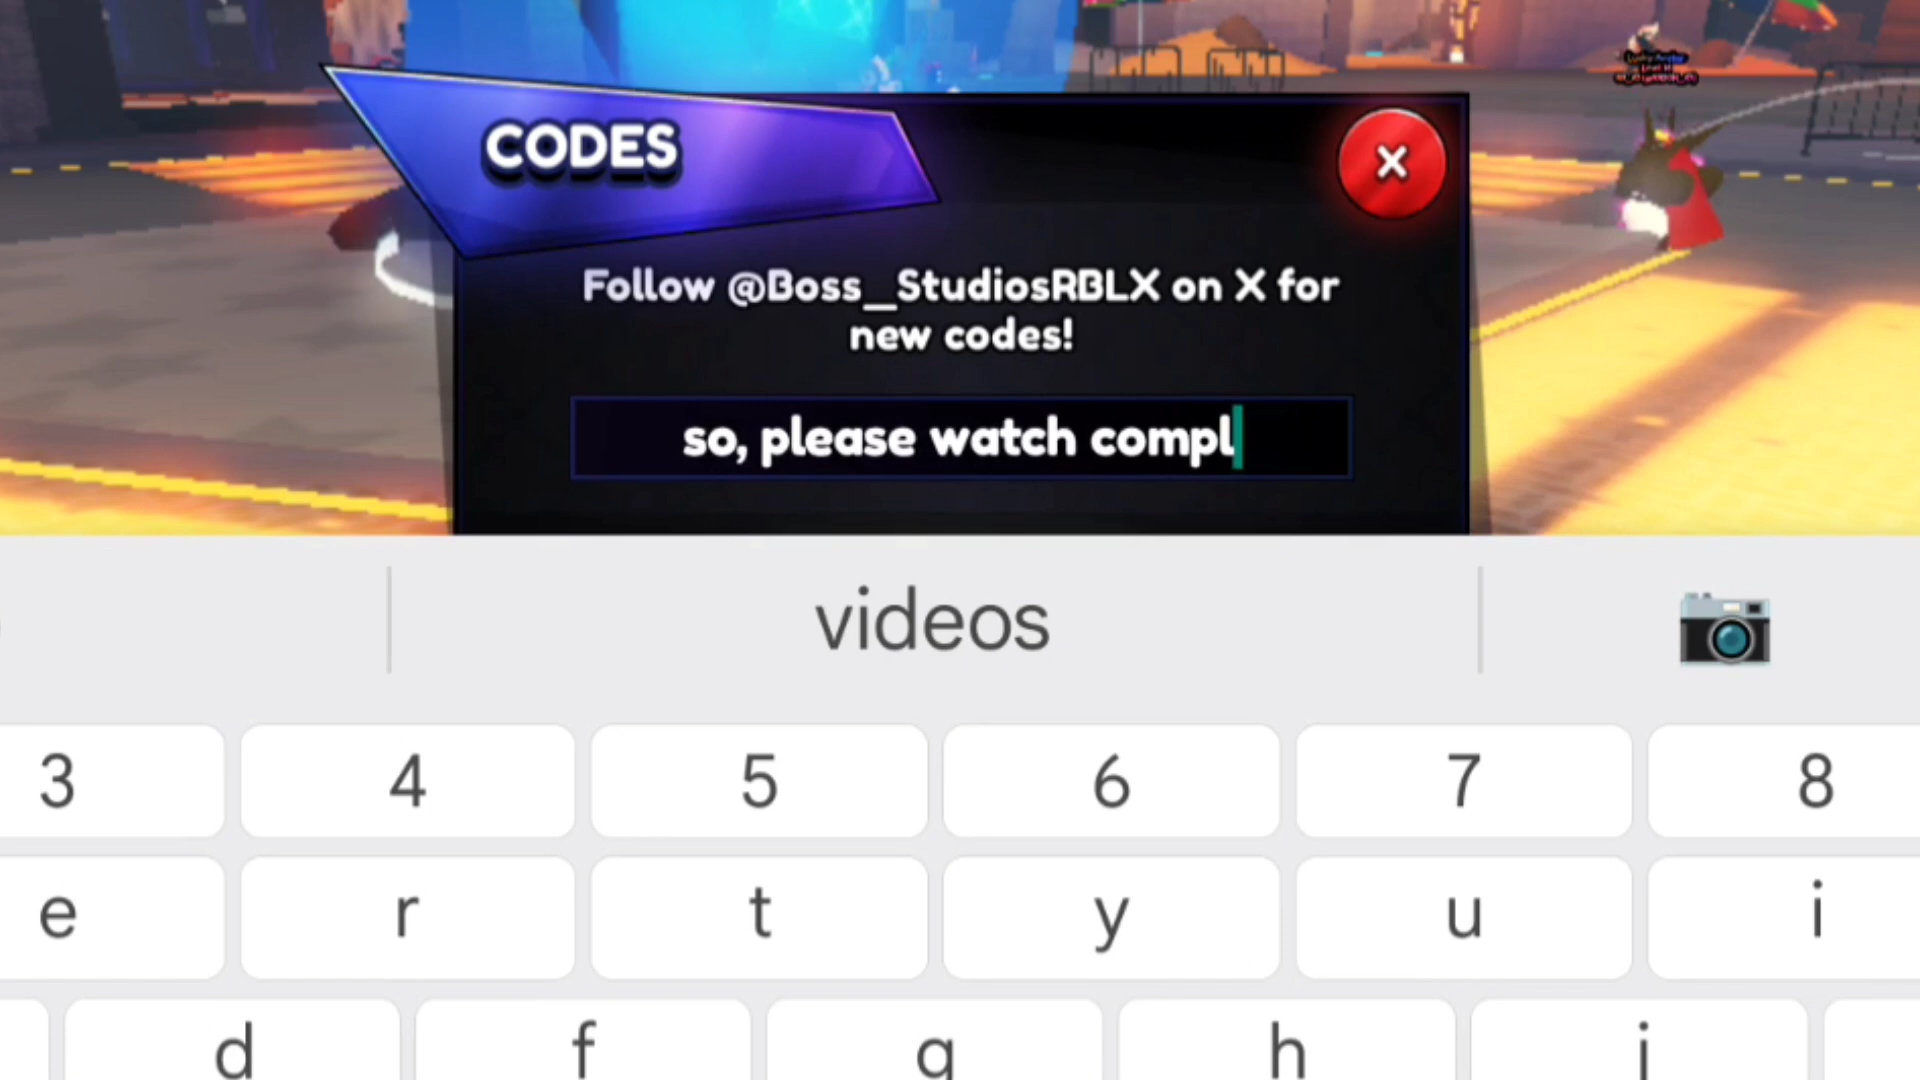 CODES
Follow @Boss_StudiosRBLX on X for
new codes!
so, please watch compl
videos
3 4 5 6 7 8
e r t y u i
d f g h j